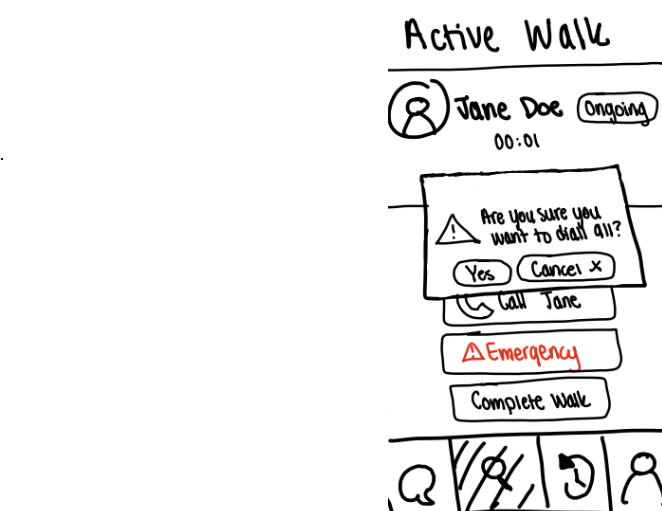 Active Walk
Jane Doe
Ongoing
00:01
Are you sure you
want to diall 911?
Yes
Cancel x
Call Jane
Emergency
Complete Walk